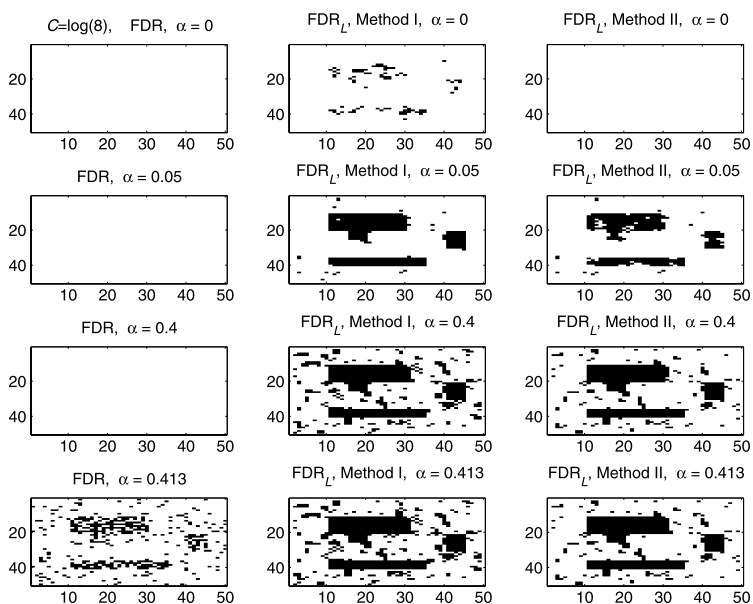 C=log(8), FDR, α = 0
FDR_L, Method I, α = 0
FDR_L, Method II, α = 0
20
40
10 20 30 40 50
20
40
10 20 30 40 50
20
40
10 20 30 40 50
FDR, α = 0.05
FDR_L, Method I, α = 0.05
FDR_L, Method II, α = 0.05
20
40
10 20 30 40 50
20
40
10 20 30 40 50
20
40
10 20 30 40 50
FDR, α = 0.4
FDR_L, Method I, α = 0.4
FDR_L, Method II, α = 0.4
20
40
10 20 30 40 50
20
40
10 20 30 40 50
20
40
10 20 30 40 50
FDR, α = 0.413
FDR_L, Method I, α = 0.413
FDR_L, Method II, α = 0.413
20
40
10 20 30 40 50
20
40
10 20 30 40 50
20
40
10 20 30 40 50